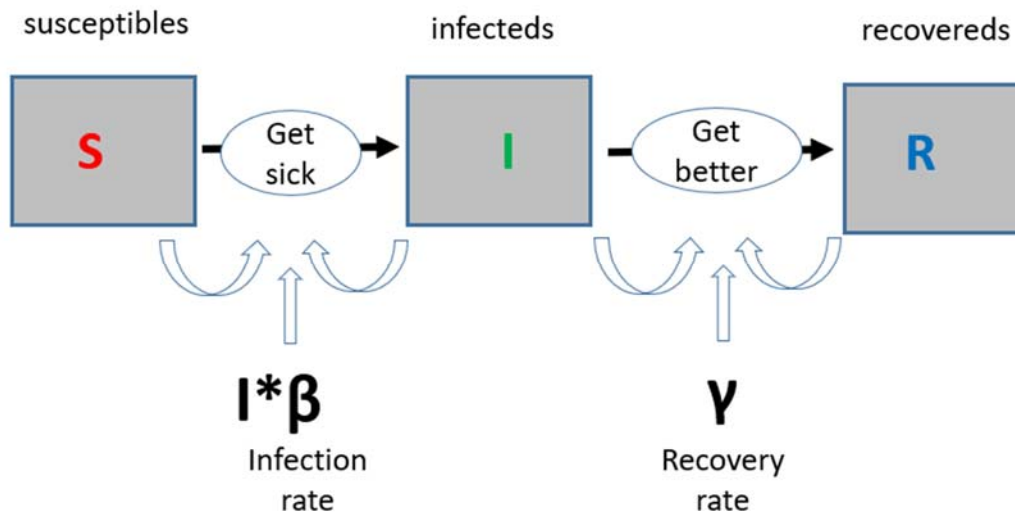 susceptibles
infecteds
recovereds
S
Get
sick
I
Get
better
R
I*β
Infection
rate
γ
Recovery
rate